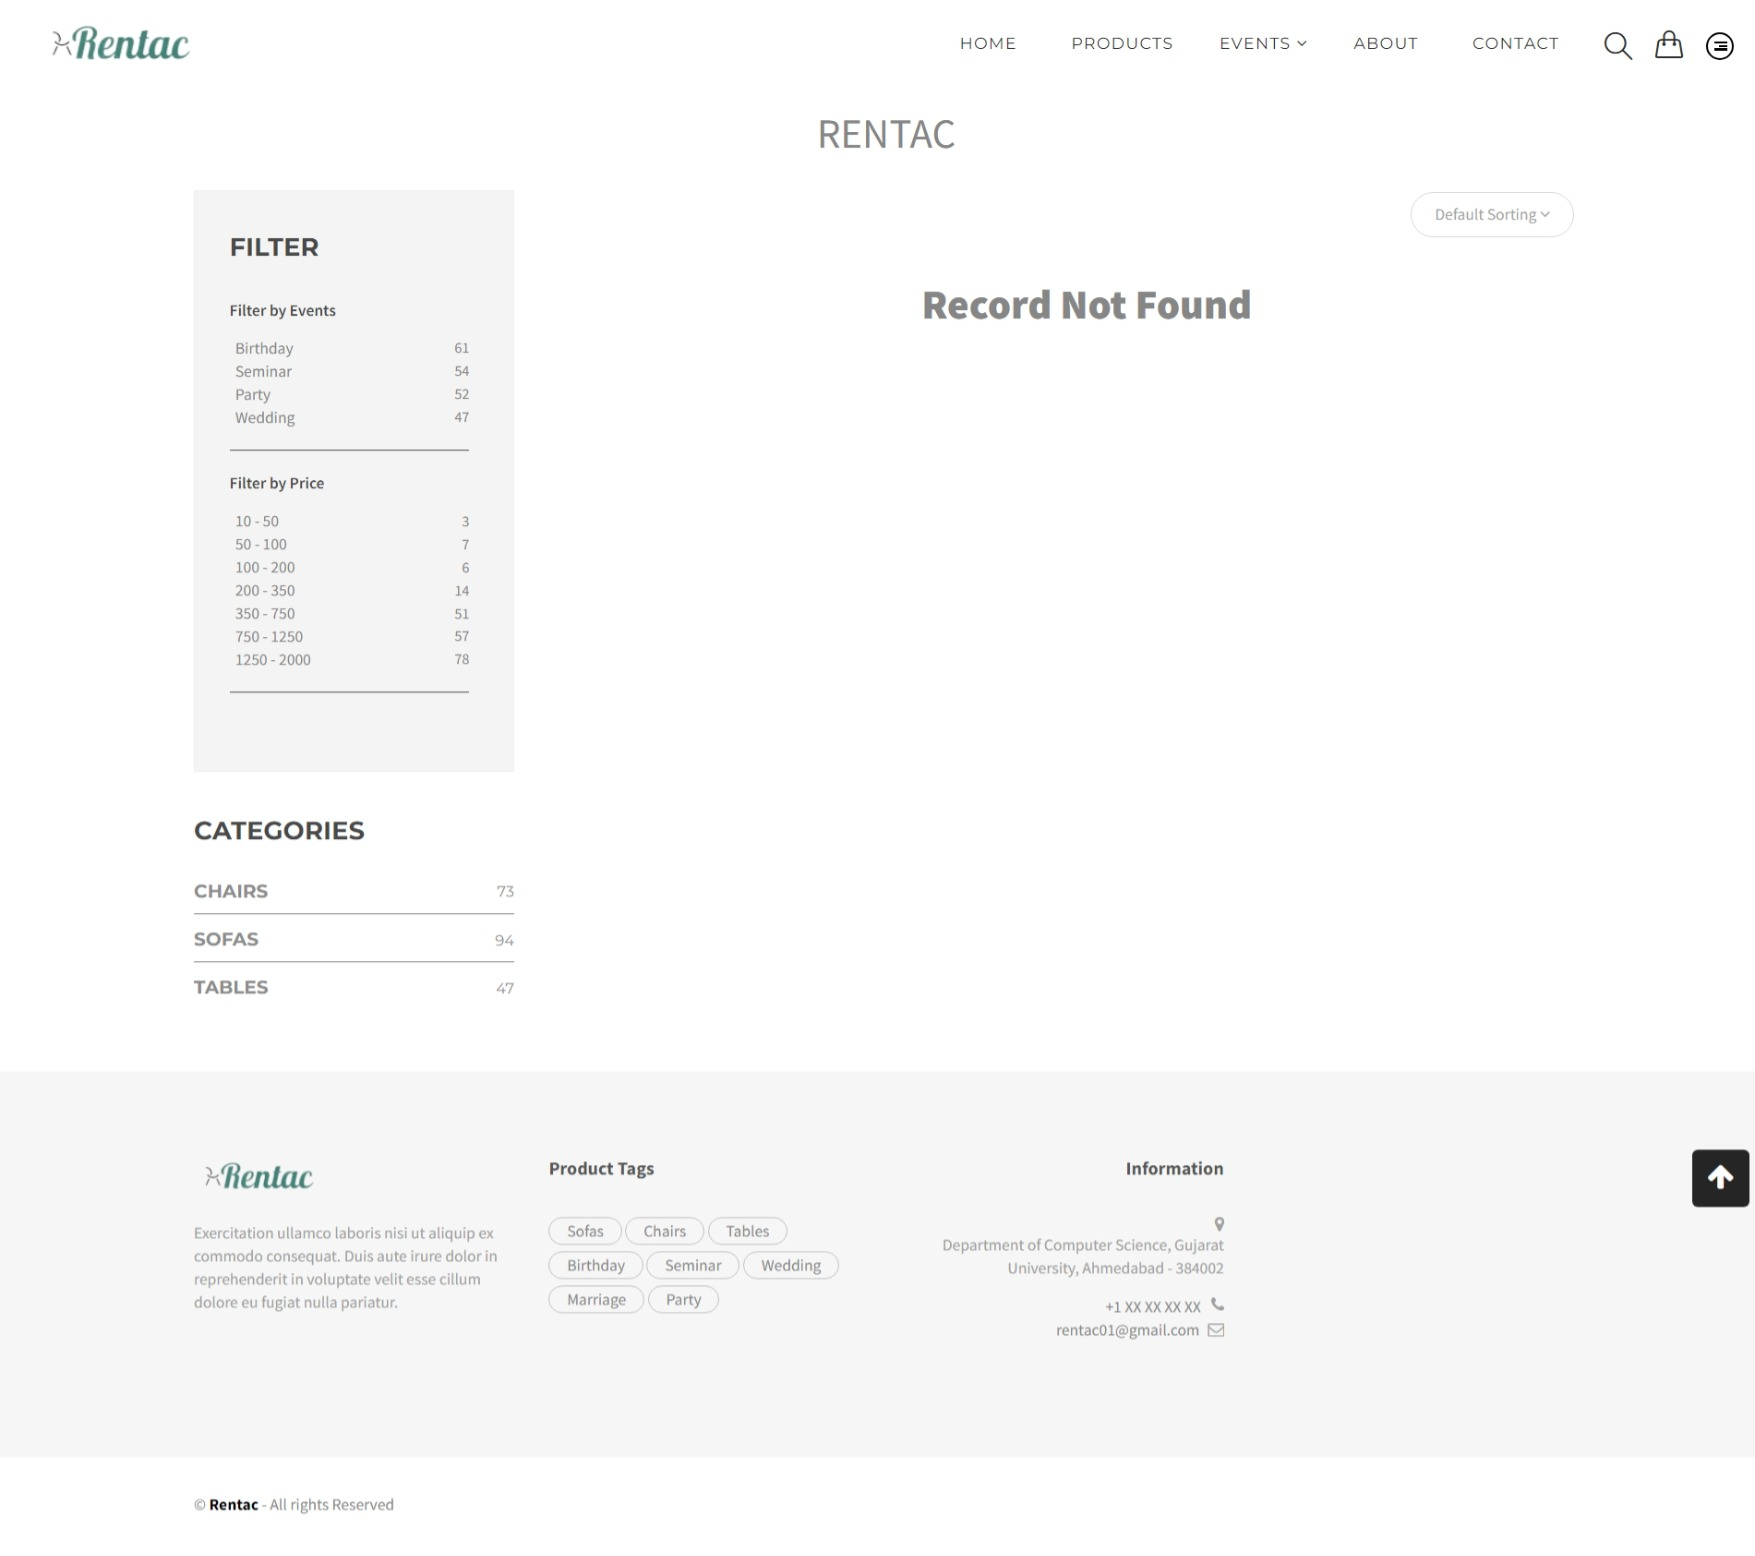 Rentac
HOME PRODUCTS EVENTS ABOUT CONTACT
RENTAC
Default Sorting
FILTER
Filter by Events
Birthday 61
Seminar 54
Party 52
Wedding 47
Filter by Price
10 - 50 3
50 - 100 7
100 - 200 6
200 - 350 14
350 - 750 51
750 - 1250 57
1250 - 2000 78
Record Not Found
CATEGORIES
CHAIRS 73
SOFAS 94
TABLES 47
Rentac
Exercitation ullamco laboris nisi ut aliquip ex
commodo consequat. Duis aute irure dolor in
reprehenderit in voluptate velit esse cillum
dolore eu fugiat nulla pariatur.
Product Tags
Sofas Chairs Tables
Birthday Seminar Wedding
Marriage Party
Information
Department of Computer Science, Gujarat
University, Ahmedabad - 384002
+1 XX XX XX XX
rentac01@gmail.com
© Rentac - All rights Reserved